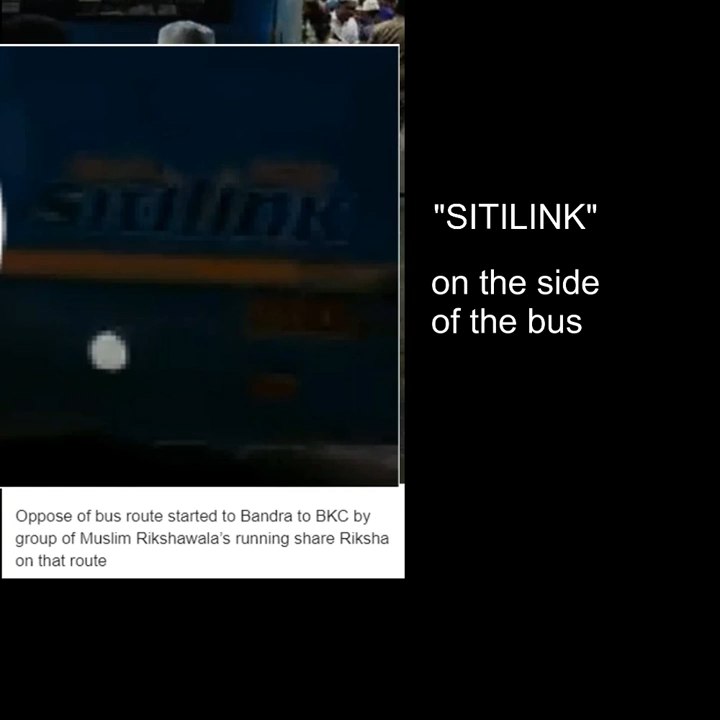 Sitilink
"SITILINK"
on the side
of the bus
Oppose of bus route started to Bandra to BKC by
group of Muslim Rikshawala's running share Riksha
on that route